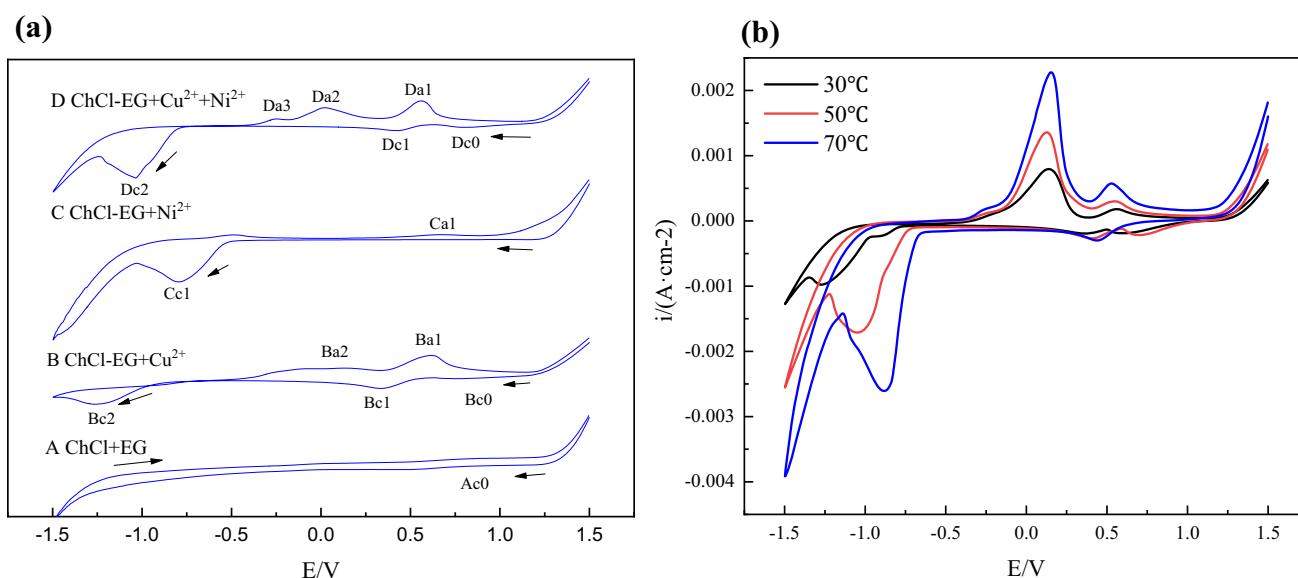 (a)
D ChCl-EG+Cu²⁺+Ni²⁺
Da3
Da2
Da1
Dc1
Dc0
Dc2
C ChCl-EG+Ni²⁺
Ca1
Cc1
B ChCl-EG+Cu²⁺
Ba2
Ba1
Bc1
Bc0
Bc2
A ChCl+EG
Ac0
-1.5 -1.0 -0.5 0.0 0.5 1.0 1.5
E/V
(b)
30℃
50℃
70℃
0.002
0.001
0.000
-0.001
-0.002
-0.003
-0.004
i/(A·cm-2)
-1.5 -1.0 -0.5 0.0 0.5 1.0 1.5
E/V